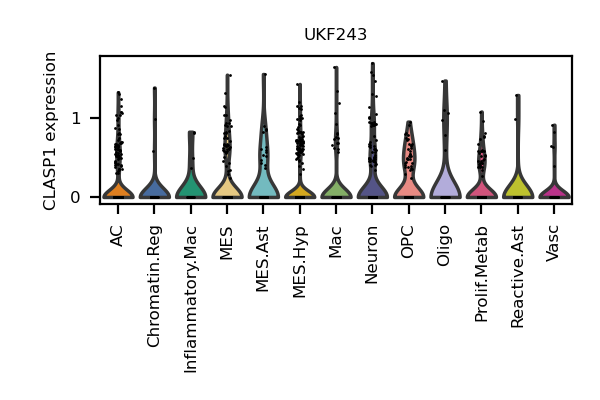 UKF243
CLASP1 expression
1
0
AC
Chromatin.Reg
Inflammatory.Mac
MES
MES.Ast
MES.Hyp
Mac
Neuron
OPC
Oligo
Prolif.Metab
Reactive.Ast
Vasc